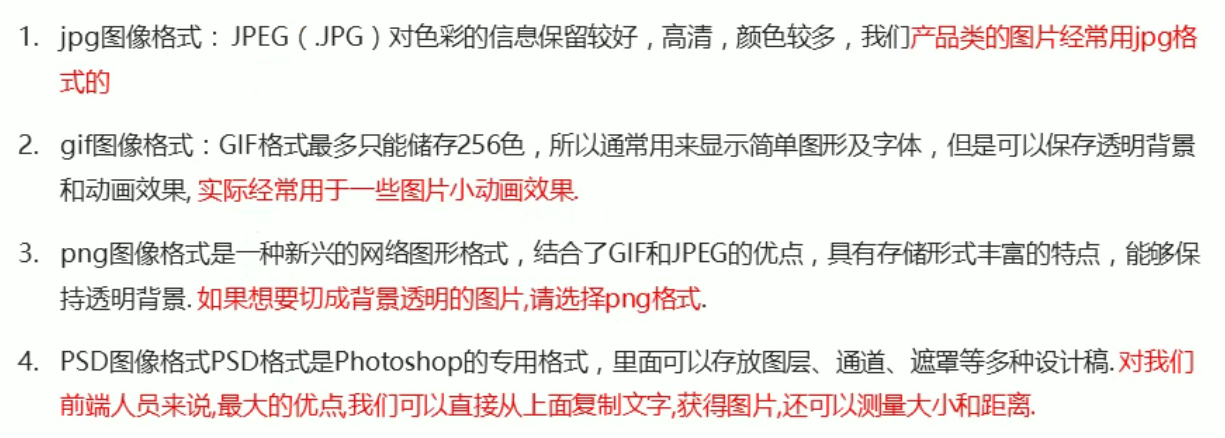 1. jpg图像格式：JPEG（.JPG）对色彩的信息保留较好，高清，颜色较多，我们产品类的图片经常用jpg格
式的
2. gif图像格式：GIF格式最多只能储存256色，所以通常用来显示简单图形及字体，但是可以保存透明背景
和动画效果, 实际经常用于一些图片小动画效果.
3. png图像格式是一种新兴的网络图形格式，结合了GIF和JPEG的优点，具有存储形式丰富的特点，能够保
持透明背景. 如果想要切成背景透明的图片,请选择png格式.
4. PSD图像格式PSD格式是Photoshop的专用格式，里面可以存放图层、通道、遮罩等多种设计稿. 对我们
前端人员来说,最大的优点,我们可以直接从上面复制文字,获得图片,还可以测量大小和距离.